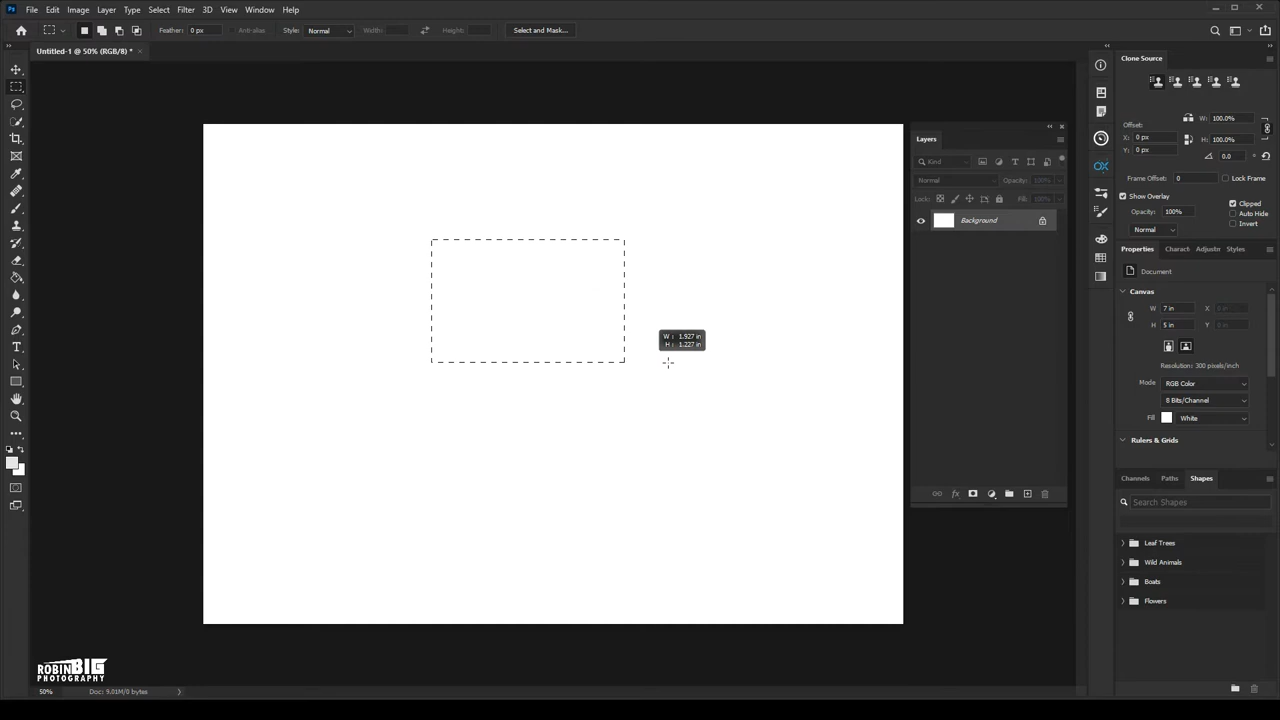 Ps File Edit Image Layer Type Select Filter 3D View Window Help
Feather: 0 px Anti-alias Style: Normal Width: Height: Select and Mask...
Untitled-1 @ 50% (RGB/8) * ×
Clone Source
W: 100.0%
Offset:
X: 0 px
H: 100.0%
Y: 0 px
0.0 °
Frame Offset: 0 Lock Frame
Show Overlay Clipped
Opacity: 100% Auto Hide
Invert
Normal
Layers
Kind
Normal Opacity: 100%
Lock: Fill: 100%
Background
W : 1.927 in
H : 1.227 in
Properties Charact Adjustm Styles
Document
Canvas
W 7 in X
H 5 in Y
Resolution: 300 pixels/inch
Mode RGB Color
8 Bits/Channel
Fill White
Rulers & Grids
Channels Paths Shapes
Search Shapes
Leaf Trees
Wild Animals
Boats
Flowers
ROBINBIG
PHOTOGRAPHY
50% Doc: 9.01M/0 bytes